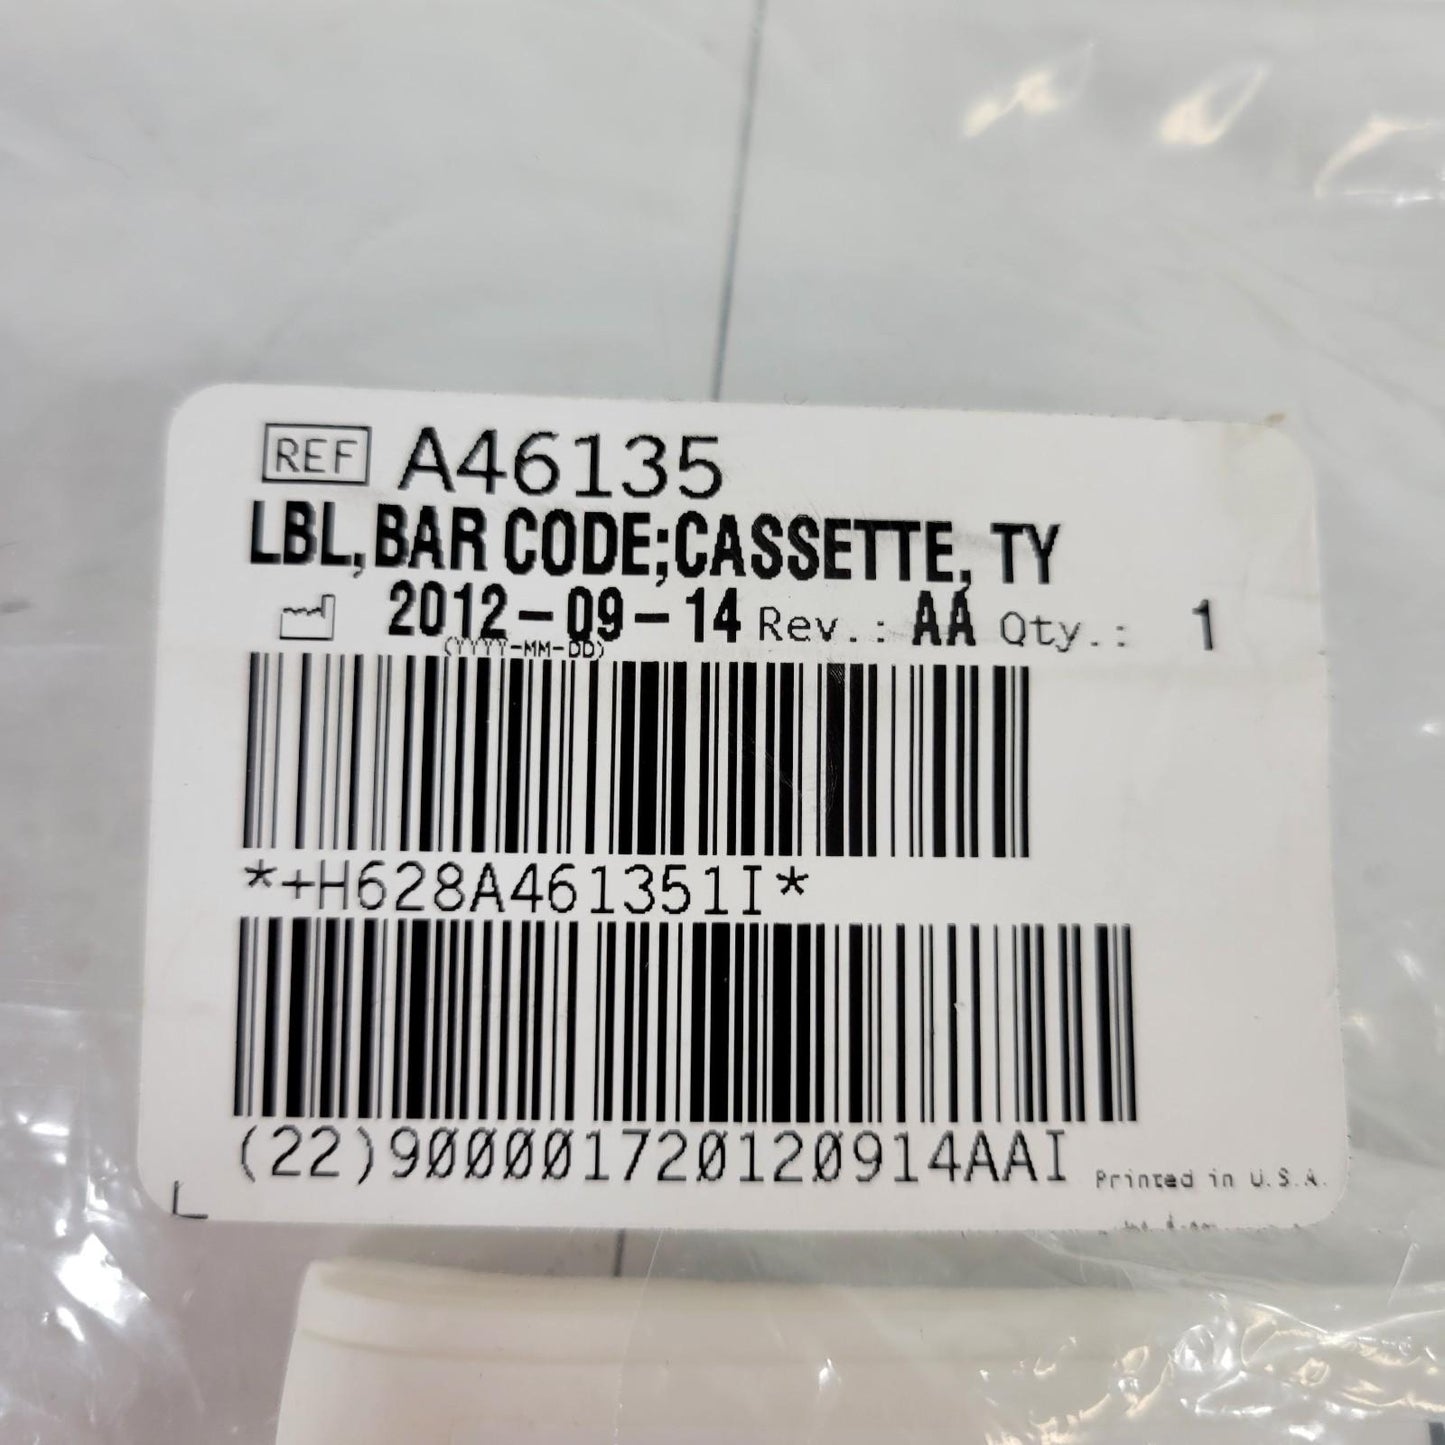 REF A46135
LBL,BAR CODE;CASSETTE, TY
2012-09-14 Rev.: AA Qty.: 1
(YYYY-MM-DD)
*+H628A461351I*
(22)900001720120914AAI
Printed in U.S.A.